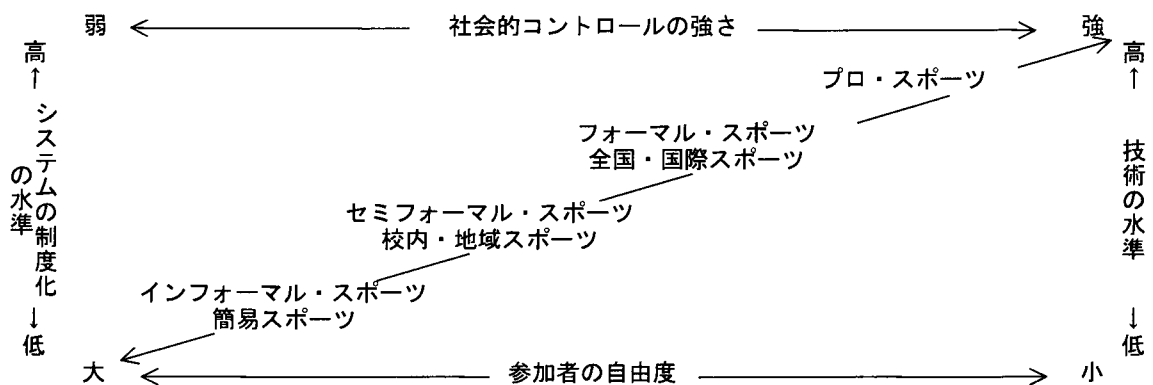 弱 社会的コントロールの強さ 強
高↑システムの制度化の水準↓低
高↑技術の水準↓低
プロ・スポーツ
フォーマル・スポーツ
全国・国際スポーツ
セミフォーマル・スポーツ
校内・地域スポーツ
インフォーマル・スポーツ
簡易スポーツ
大 参加者の自由度 小